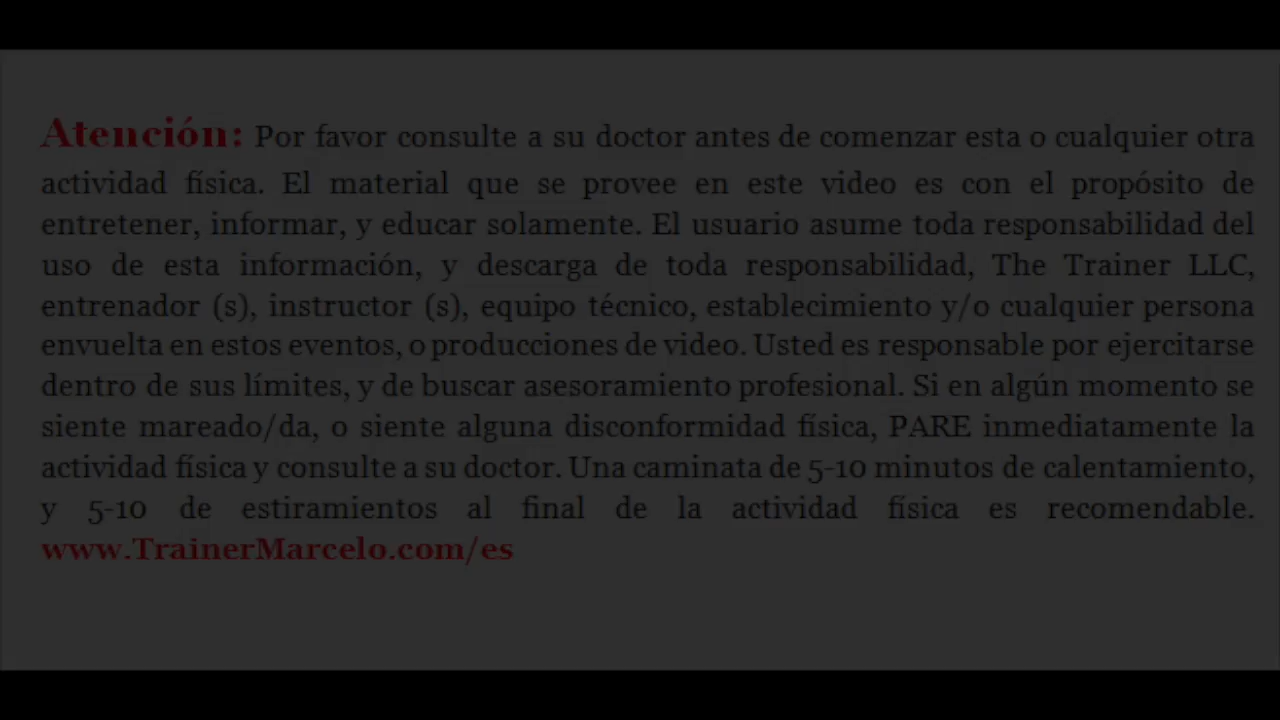 Atención: Por favor consulte a su doctor antes de comenzar esta o cualquier otra
actividad física. El material que se provee en este video es con el propósito de
entretener, informar, y educar solamente. El usuario asume toda responsabilidad del
uso de esta información, y descarga de toda responsabilidad, The Trainer LLC,
entrenador (s), instructor (s), equipo técnico, establecimiento y/o cualquier persona
envuelta en estos eventos, o producciones de video. Usted es responsable por ejercitarse
dentro de sus límites, y de buscar asesoramiento profesional. Si en algún momento se
siente mareado/da, o siente alguna disconformidad física, PARE inmediatamente la
actividad física y consulte a su doctor. Una caminata de 5-10 minutos de calentamiento,
y 5-10 de estiramientos al final de la actividad física es recomendable.
www.TrainerMarcelo.com/es